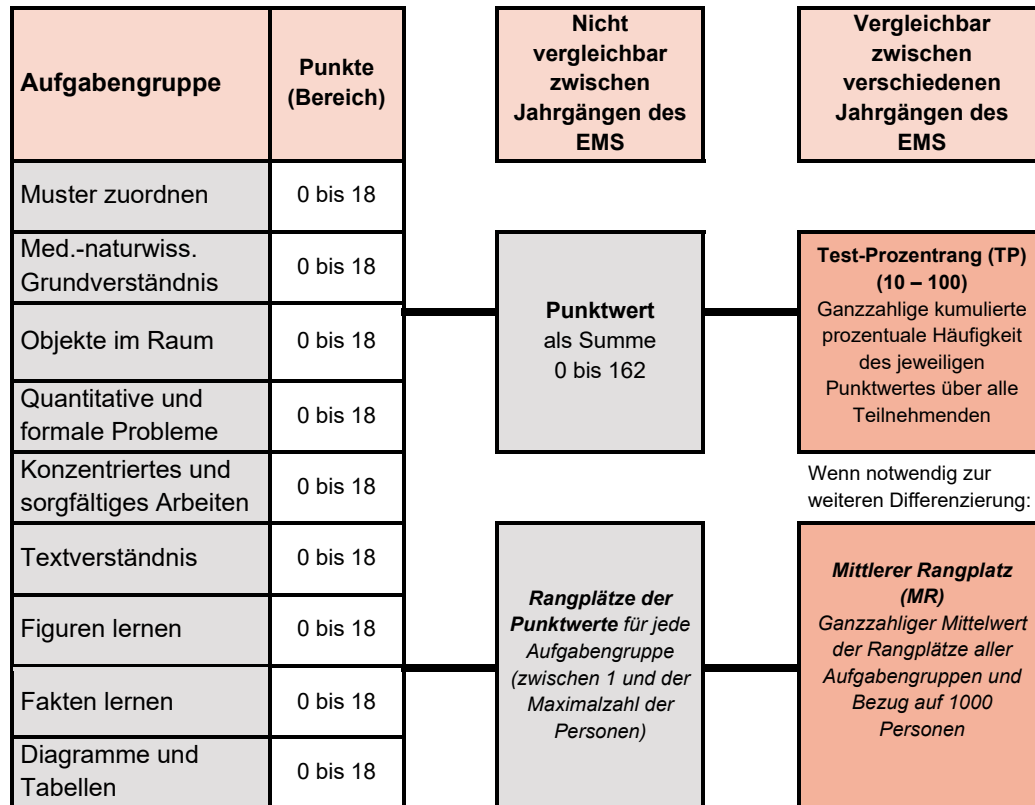 Aufgabengruppe
Punkte
(Bereich)
Nicht
vergleichbar
zwischen
Jahrgängen des
EMS
Vergleichbar
zwischen
verschiedenen
Jahrgängen des
EMS
Muster zuordnen
0 bis 18
Med.-naturwiss.
Grundverständnis
0 bis 18
Objekte im Raum
0 bis 18
Quantitative und
formale Probleme
0 bis 18
Konzentriertes und
sorgfältiges Arbeiten
0 bis 18
Textverständnis
0 bis 18
Figuren lernen
0 bis 18
Fakten lernen
0 bis 18
Diagramme und
Tabellen
0 bis 18
Punktwert
als Summe
0 bis 162
Test-Prozentrang (TP)
(10 – 100)
Ganzzahlige kumulierte
prozentuale Häufigkeit
des jeweiligen
Punktwertes über alle
Teilnehmenden
Wenn notwendig zur
weiteren Differenzierung:
Rangplätze der
Punktwerte für jede
Aufgabengruppe
(zwischen 1 und der
Maximalzahl der
Personen)
Mittlerer Rangplatz
(MR)
Ganzzahliger Mittelwert
der Rangplätze aller
Aufgabengruppen und
Bezug auf 1000
Personen